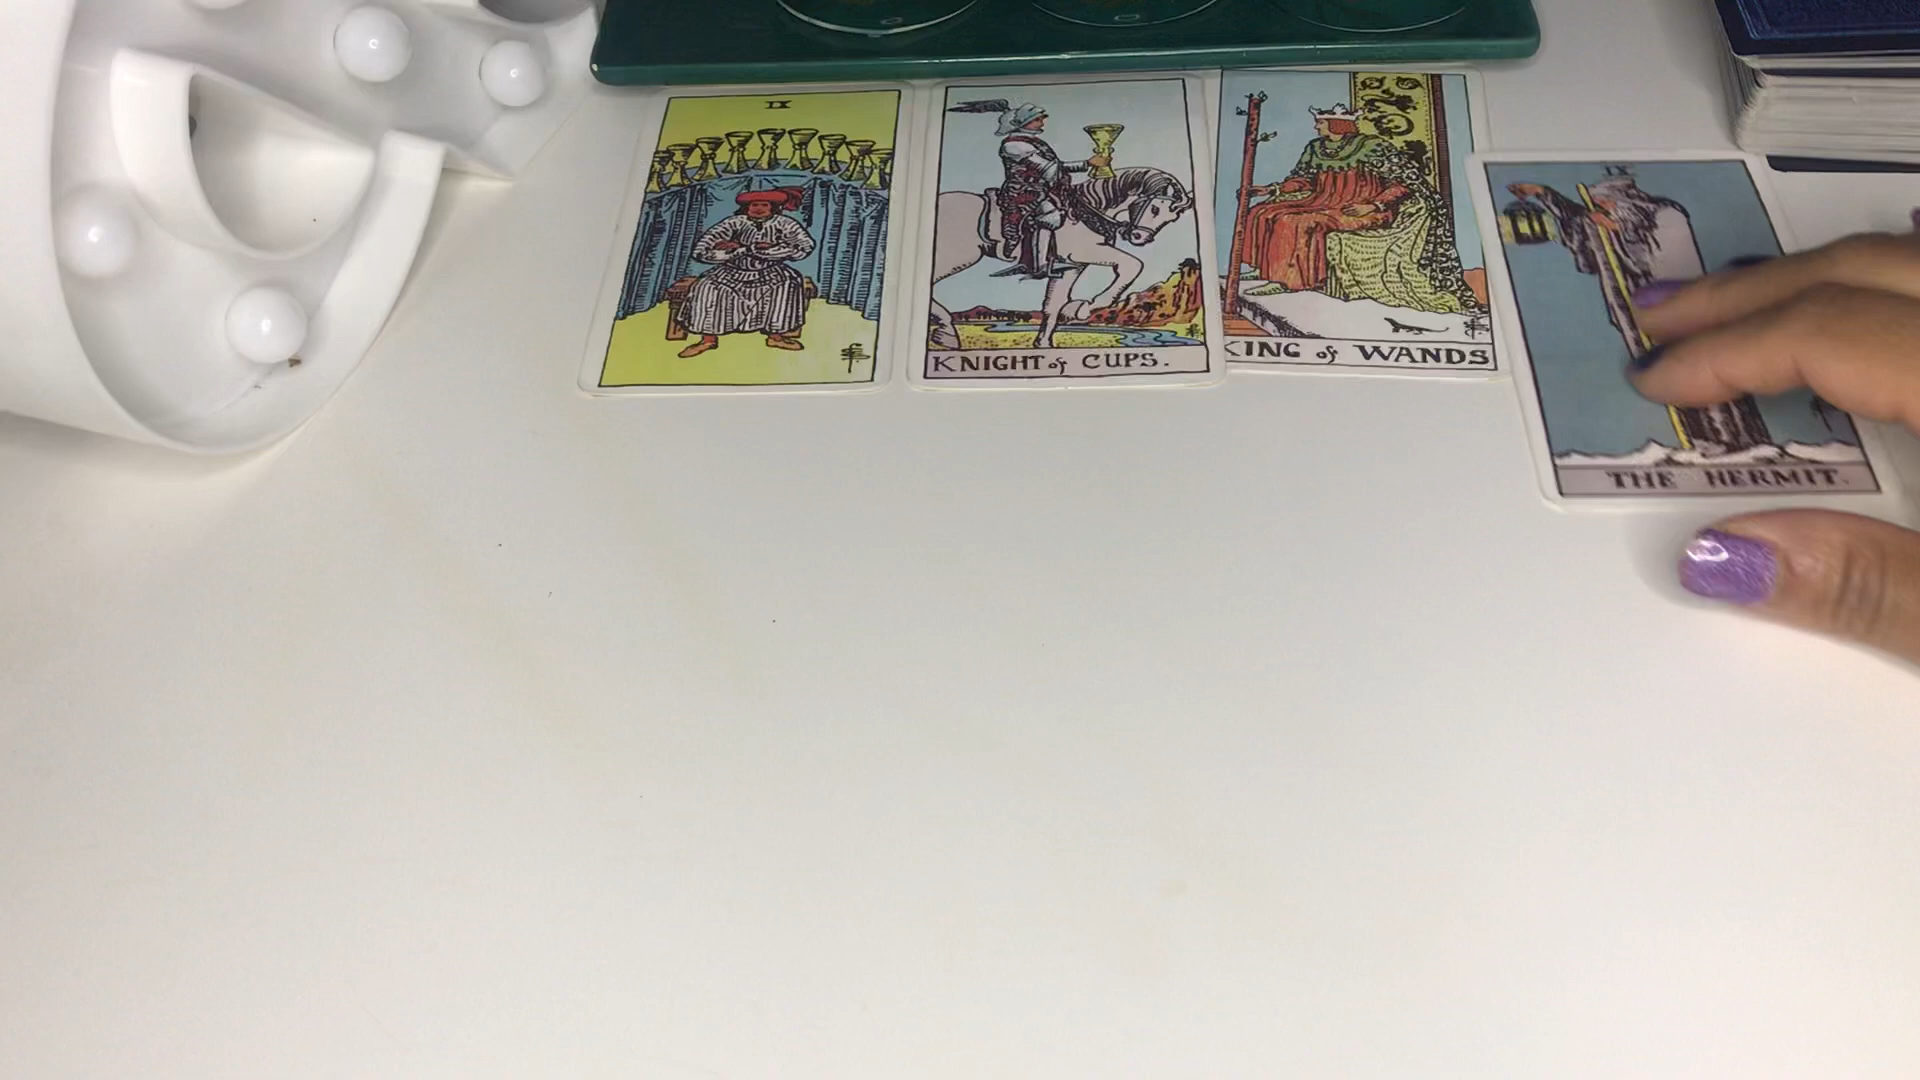 IX
KNIGHT of CUPS.
KING of WANDS
IX
THE HERMIT.